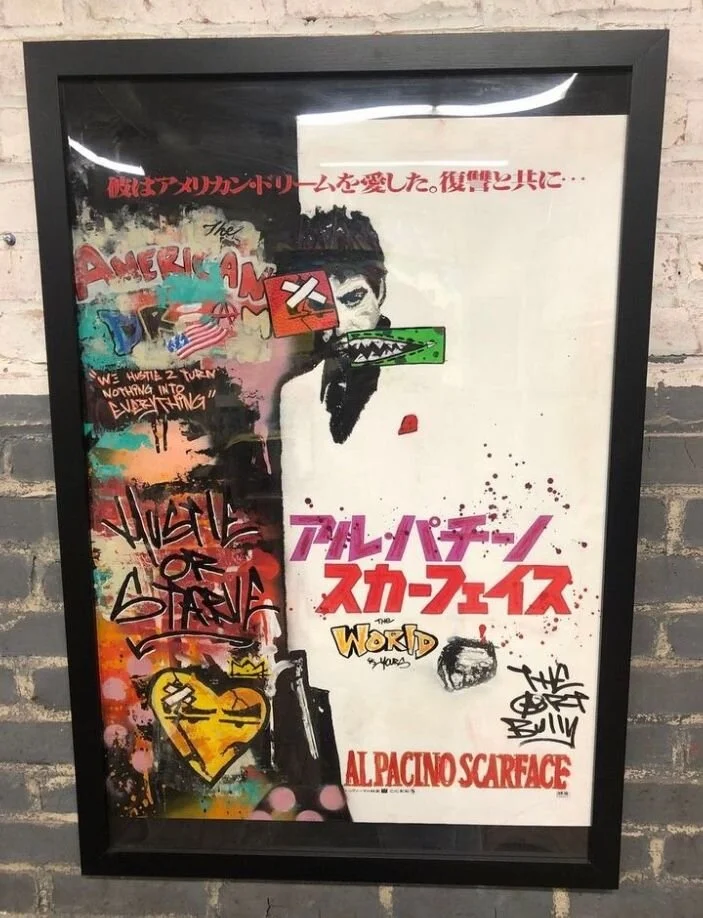 彼はアメリカン・ドリームを愛した。復讐と共に…
The
AMERICAN
DREAM
"WE HUSTLE 2 TURN
NOTHING INTO
EVERYTHING"
HUSTLE
OR
STARVE
アル・パチーノ
スカーフェイス
THE
WORLD
is YOURS
THE
ART
BUlly
AL PACINO SCARFACE